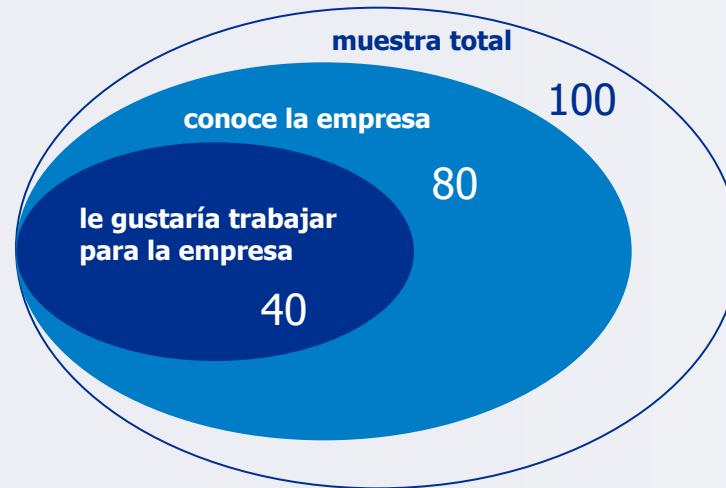 muestra total
100
conoce la empresa
80
le gustaría trabajar
para la empresa
40